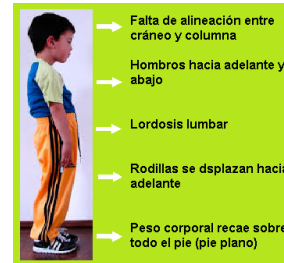 Falta de alineación entre
cráneo y columna
Hombros hacia adelante y
abajo
Lordosis lumbar
Rodillas se dsplazan hacia
adelante
Peso corporal recae sobre
todo el pie (pie plano)